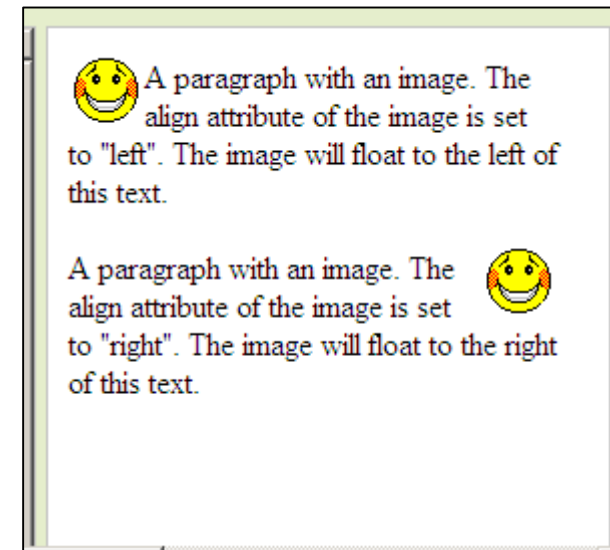 A paragraph with an image. The
align attribute of the image is set
to "left". The image will float to the left of
this text.
A paragraph with an image. The
align attribute of the image is set
to "right". The image will float to the right
of this text.